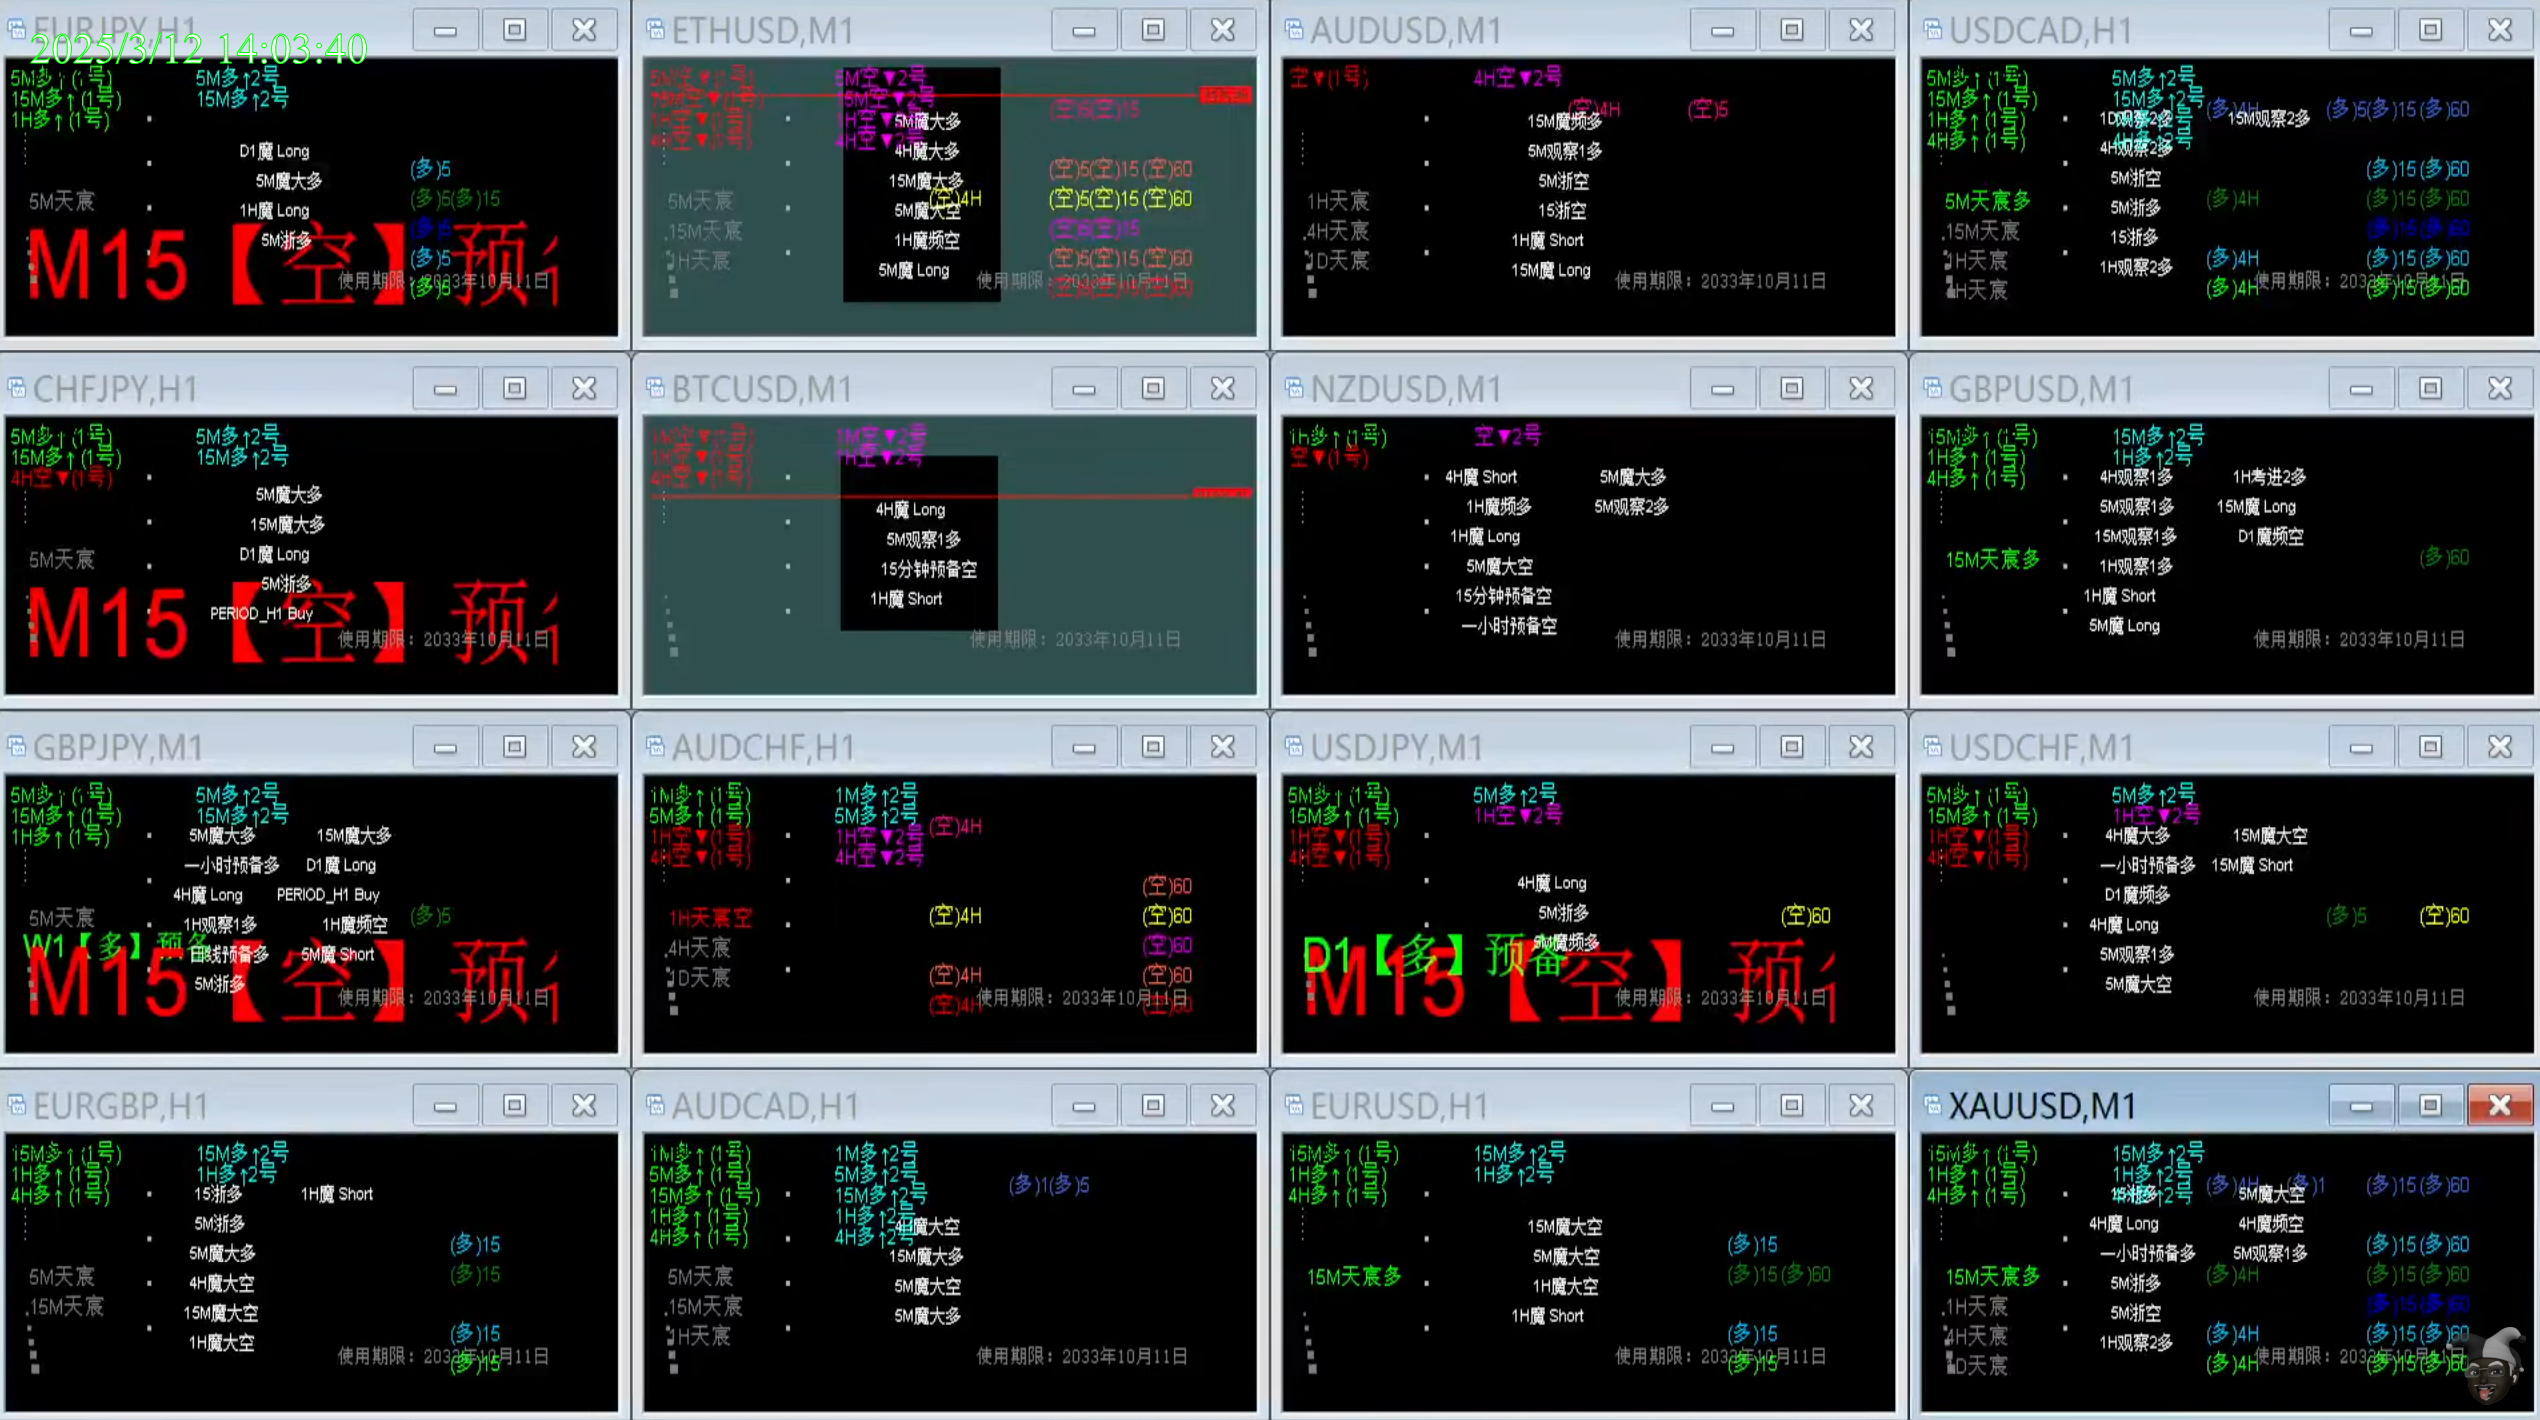 EURJPY,H1
2025/3/12 14:03:40
5M多↑(1号) 5M多↑2号
15M多↑(1号) 15M多↑2号
1H多↑(1号)
D1魔 Long
5M魔大多 (多)5
5M天宸 (多)5(多)15
1H魔 Long
5M浙多
(多)5
M15【空】预
使用期限：2033年10月11日
ETHUSD,M1
5M空▼2号
5M魔大多
4H空▼2号
4H魔大多
15M魔大多 (空)5(空)15(空)60
5M天宸 (空)4H (空)5(空)15(空)60
5M魔大空
15M天宸
1H魔频空
1H天宸 (空)5(空)15(空)60
5M魔 Long
使用期限：2033年10月11日
AUDUSD,M1
空▼(1号) 4H空▼2号
(空)4H (空)5
15M魔频多
5M观察1多
5M浙空
1H天宸
15浙空
4H天宸
1H魔 Short
1D天宸
15M魔 Long
使用期限：2033年10月11日
USDCAD,H1
5M多↑(1号) 5M多↑2号
15M多↑(1号) 15M多↑2号
(多)4H (多)5(多)15(多)60
1H多↑(1号) 15M观察2多
4H多↑(1号)
4H观察2多
5M浙空 (多)15(多)60
5M天宸多 (多)4H (多)15(多)60
5M浙多
15M天宸 15浙多 (多)15(多)60
1H天宸 1H观察2多 (多)4H (多)15(多)60
4H天宸 (多)4H (多)15(多)60
使用期限：2033年10月11日
CHFJPY,H1
5M多↑(1号) 5M多↑2号
15M多↑(1号) 15M多↑2号
4H空▼(1号)
5M魔大多
15M魔大多
5M天宸 D1魔 Long
5M浙多
PERIOD_H1 Buy
M15【空】预
使用期限：2033年10月11日
BTCUSD,M1
1M空▼(1号) 1M空▼2号
1H空▼(1号) 1H空▼2号
4H空▼(1号)
4H魔 Long
5M观察1多
15分钟预备空
1H魔 Short
使用期限：2033年10月11日
NZDUSD,M1
1H多↑(1号) 空▼2号
空▼(1号)
4H魔 Short 5M魔大多
1H魔频多 5M观察2多
1H魔 Long
5M魔大空
15分钟预备空
一小时预备空
使用期限：2033年10月11日
GBPUSD,M1
15M多↑(1号) 15M多↑2号
1H多↑(1号) 1H多↑2号
4H多↑(1号)
4H观察1多 1H考进2多
5M观察1多 15M魔 Long
15M观察1多 D1魔频空
15M天宸多 1H观察1多 (多)60
1H魔 Short
5M魔 Long
使用期限：2033年10月11日
GBPJPY,M1
5M多↑(1号) 5M多↑2号
15M多↑(1号) 15M多↑2号
1H多↑(1号)
5M魔大多 15M魔大多
一小时预备多 D1魔 Long
4H魔 Long PERIOD_H1 Buy
5M天宸 1H观察1多 1H魔频空 (多)5
W1【多】预备
日线预备多 5M魔 Short
5M浙多
M15【空】预
使用期限：2033年10月11日
AUDCHF,H1
1M多↑(1号) 1M多↑2号
5M多↑(1号) 5M多↑2号
1H空▼(1号) 1H空▼2号 (空)4H
4H空▼(1号) 4H空▼2号
(空)60
1H天宸空 (空)4H (空)60
4H天宸 (空)60
1D天宸 (空)4H (空)60
(空)4H (空)60
使用期限：2033年10月11日
USDJPY,M1
5M多↑(1号) 5M多↑2号
15M多↑(1号) 1H空▼2号
1H空▼(1号)
4H空▼(1号)
4H魔 Long
5M浙多 (空)60
5M魔频多
D1【多】预备
M15【空】预
使用期限：2033年10月11日
USDCHF,M1
5M多↑(1号) 5M多↑2号
15M多↑(1号) 1H空▼2号
1H空▼(1号)
4H空▼(1号)
4H魔大多 15M魔大空
一小时预备多 15M魔 Short
D1魔频多
4H魔 Long (多)5 (空)60
5M观察1多
5M魔大空
使用期限：2033年10月11日
EURGBP,H1
15M多↑(1号) 15M多↑2号
1H多↑(1号) 1H多↑2号
4H多↑(1号) 15浙多 1H魔 Short
5M浙多
5M魔大多 (多)15
5M天宸 4H魔大空 (多)15
15M天宸 15M魔大空
1H魔大空 (多)15
(多)15
使用期限：2033年10月11日
AUDCAD,H1
1M多↑(1号) 1M多↑2号
5M多↑(1号) 5M多↑2号 (多)1(多)5
15M多↑(1号) 15M多↑2号
1H多↑(1号) 1H多↑2号
4H多↑(1号) 4H多↑2号
4H魔大空
15M魔大多
5M天宸 5M魔大空
15M天宸 5M魔大多
1H天宸
使用期限：2033年10月11日
EURUSD,H1
15M多↑(1号) 15M多↑2号
1H多↑(1号) 1H多↑2号
4H多↑(1号)
15M魔大空
5M魔大空 (多)15
15M天宸多 1H魔大空 (多)15(多)60
1H魔 Short
(多)15
(多)15
使用期限：2033年10月11日
XAUUSD,M1
15M多↑(1号) 15M多↑2号
1H多↑(1号) 1H多↑2号 (多)4H (多)1 (多)15(多)60
4H多↑(1号) 5M魔大空
4H魔 Long 4H魔频空
一小时预备多 5M观察1多 (多)15(多)60
15M天宸多 5M浙多 (多)4H (多)15(多)60
1H天宸 5M浙空 (多)15(多)60
4H天宸 1H观察2多 (多)4H (多)15(多)60
1D天宸 (多)4H (多)15(多)60
使用期限：2033年10月11日